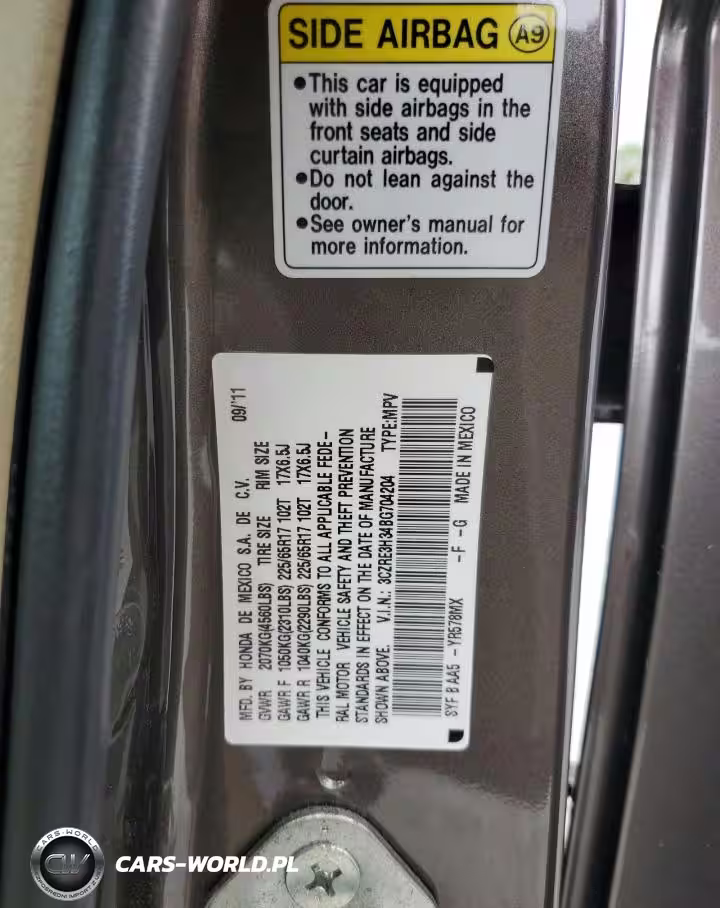 SIDE AIRBAG A9
●This car is equipped
with side airbags in the
front seats and side
curtain airbags.
●Do not lean against the
door.
●See owner's manual for
more information.
MFD. BY HONDA DE MEXICO S.A. DE C.V. 09/'11
GVWR 2070KG(4560LBS) TIRE SIZE RIM SIZE
GAWR F 1050KG(2310LBS) 225/65R17 102T 17X6.5J
GAWR R 1040KG(2290LBS) 225/65R17 102T 17X6.5J
THIS VEHICLE CONFORMS TO ALL APPLICABLE FEDE-
RAL MOTOR VEHICLE SAFETY AND THEFT PREVENTION
STANDARDS IN EFFECT ON THE DATE OF MANUFACTURE
SHOWN ABOVE. V.I.N.: 3CZRE3H34BG704204 TYPE:MPV
SYF B AA5 -YR578MX -F -G MADE IN MEXICO
CARS-WORLD
CW
CARS-WORLD.PL